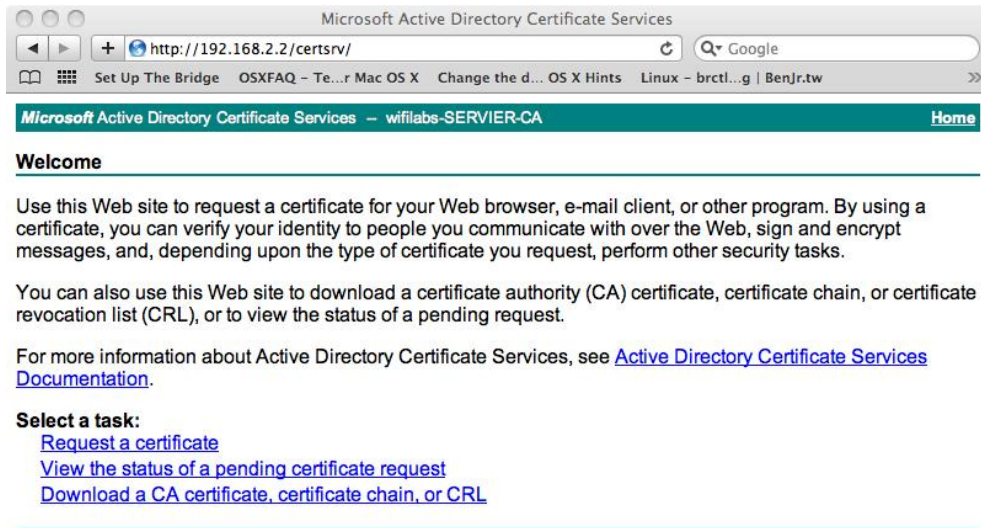 Microsoft Active Directory Certificate Services
http://192.168.2.2/certsrv/
Google
Set Up The Bridge OSXFAQ – Te...r Mac OS X Change the d... OS X Hints Linux – brctl...g | BenJr.tw
Microsoft Active Directory Certificate Services – wifilabs-SERVIER-CA Home
Welcome
Use this Web site to request a certificate for your Web browser, e-mail client, or other program. By using a
certificate, you can verify your identity to people you communicate with over the Web, sign and encrypt
messages, and, depending upon the type of certificate you request, perform other security tasks.
You can also use this Web site to download a certificate authority (CA) certificate, certificate chain, or certificate
revocation list (CRL), or to view the status of a pending request.
For more information about Active Directory Certificate Services, see Active Directory Certificate Services
Documentation.
Select a task:
Request a certificate
View the status of a pending certificate request
Download a CA certificate, certificate chain, or CRL